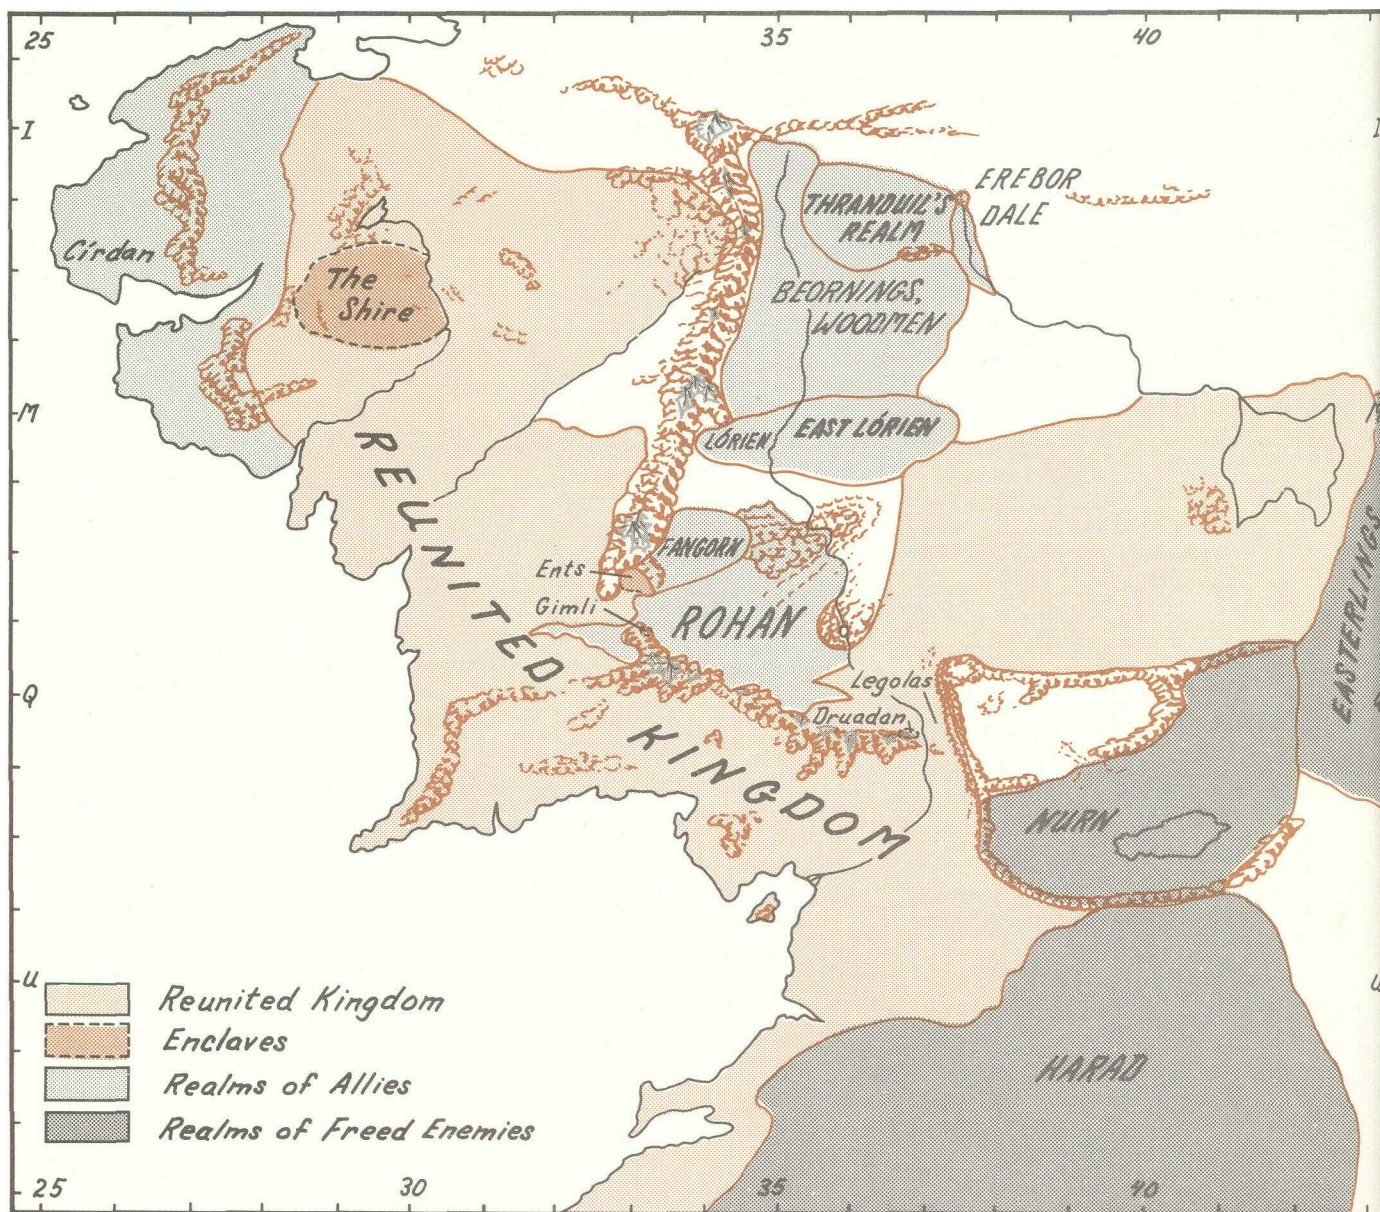 25
35
40
I
I
EREBOR
DALE
THRANDUIL'S
REALM
Círdan
The
Shire
BEORNINGS,
WOODMEN
M
M
LÓRIEN
EAST LÓRIEN
REUNITED
KINGDOM
FANGORN
Ents
Gimli
ROHAN
EASTERLINGS
Legolas
Q
Druadan
NURN
U
U
Reunited Kingdom
Enclaves
Realms of Allies
Realms of Freed Enemies
HARAD
25
30
35
40